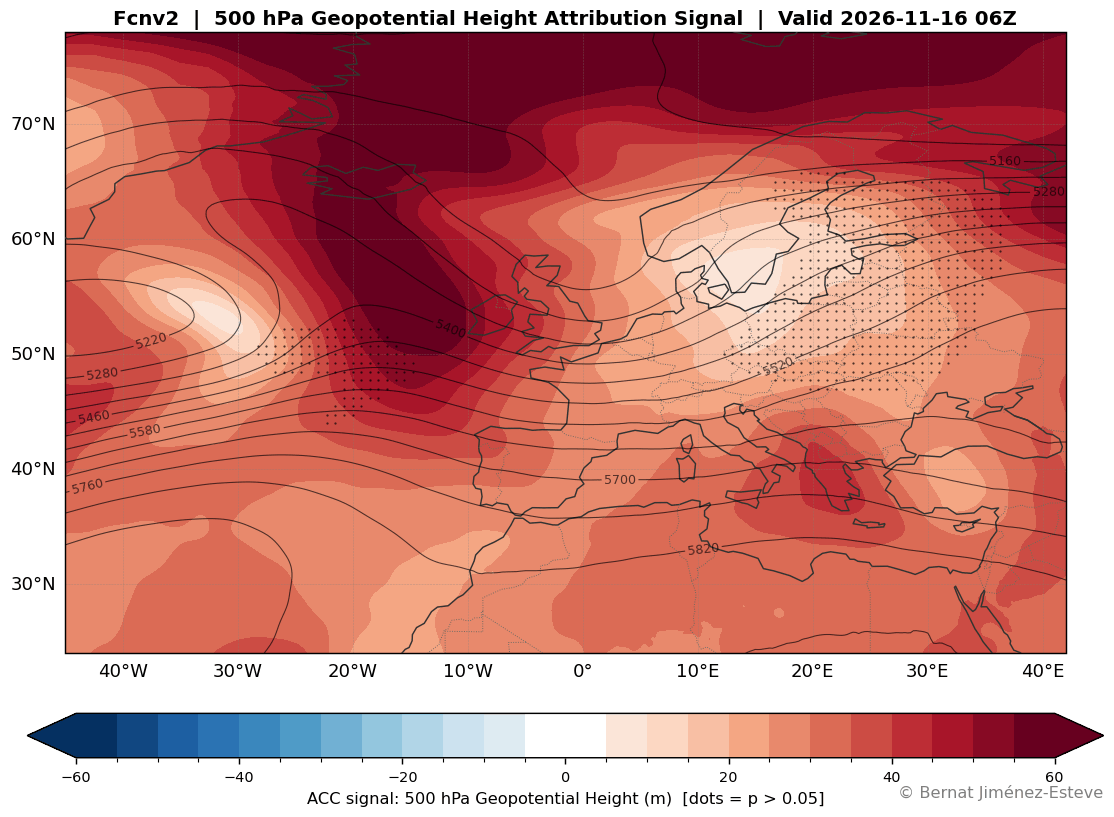 Fcnv2 | 500 hPa Geopotential Height Attribution Signal | Valid 2026-11-16 06Z
70°N
60°N
50°N
40°N
30°N
5160
5280
5400
5220
5280
5520
5460
5580
5700
5760
5820
40°W 30°W 20°W 10°W 0° 10°E 20°E 30°E 40°E
−60 −40 −20 0 20 40 60
ACC signal: 500 hPa Geopotential Height (m) [dots = p > 0.05]
© Bernat Jiménez-Esteve